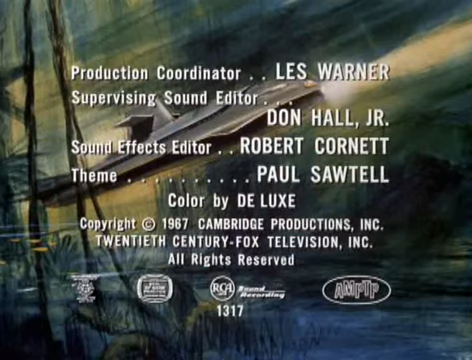 Production Coordinator . . LES WARNER
Supervising Sound Editor . . .
DON HALL, JR.
Sound Effects Editor . . ROBERT CORNETT
Theme . . . . . . . . . . PAUL SAWTELL
Color by DE LUXE
Copyright © 1967 CAMBRIDGE PRODUCTIONS, INC.
TWENTIETH CENTURY-FOX TELEVISION, INC.
All Rights Reserved
RCA Sound Recording
AMPTP
1317